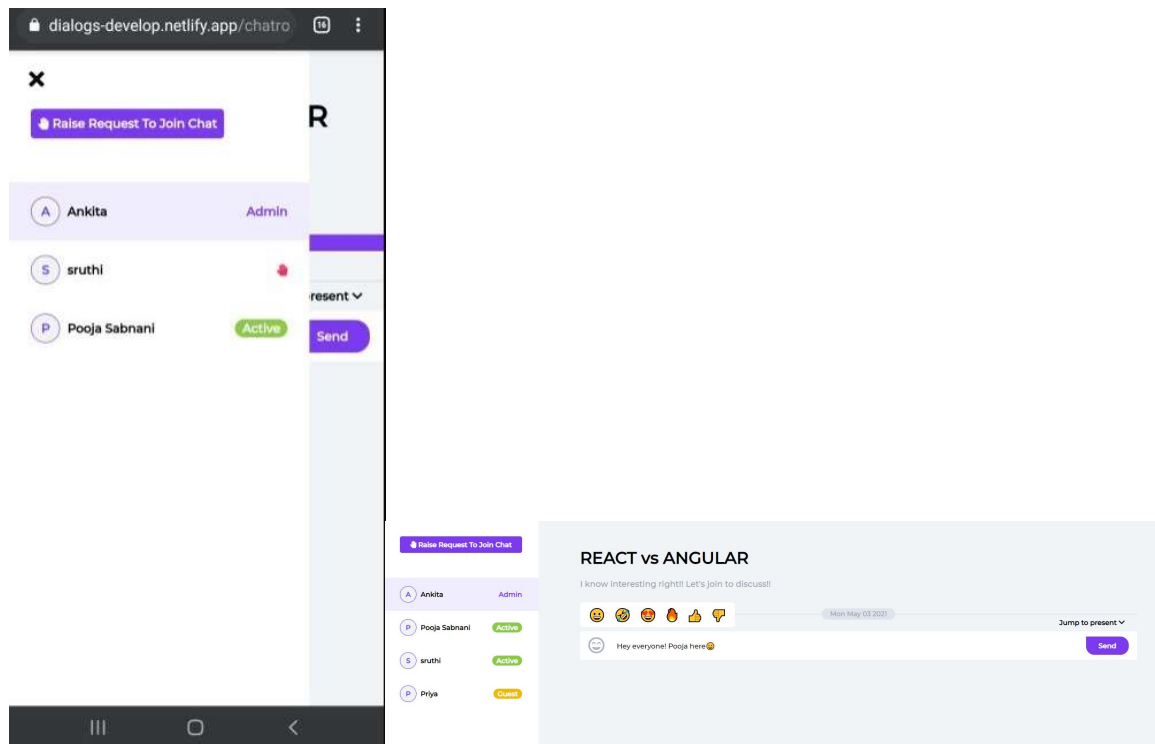 dialogs-develop.netlify.app/chatro 16
R
Raise Request To Join Chat
A Ankita Admin
S sruthi
resent
P Pooja Sabnani Active
Send
Raise Request To Join Chat
REACT vs ANGULAR
I know interesting right!! Let's join to discuss!!
A Ankita Admin
Mon May 03 2021
Jump to present
P Pooja Sabnani Active
Hey everyone! Pooja here😀
Send
S sruthi Active
P Priya Guest